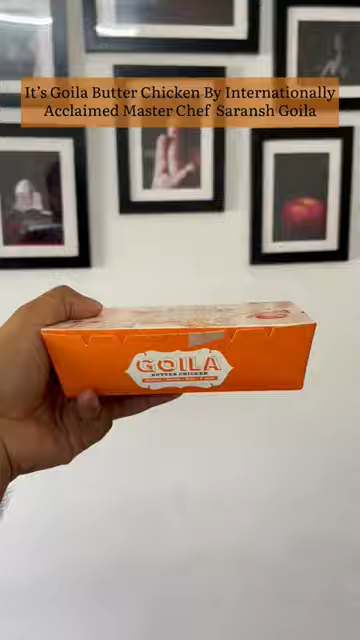 It's Goila Butter Chicken By Internationally
Acclaimed Master Chef Saransh Goila
GOILA
BUTTER CHICKEN